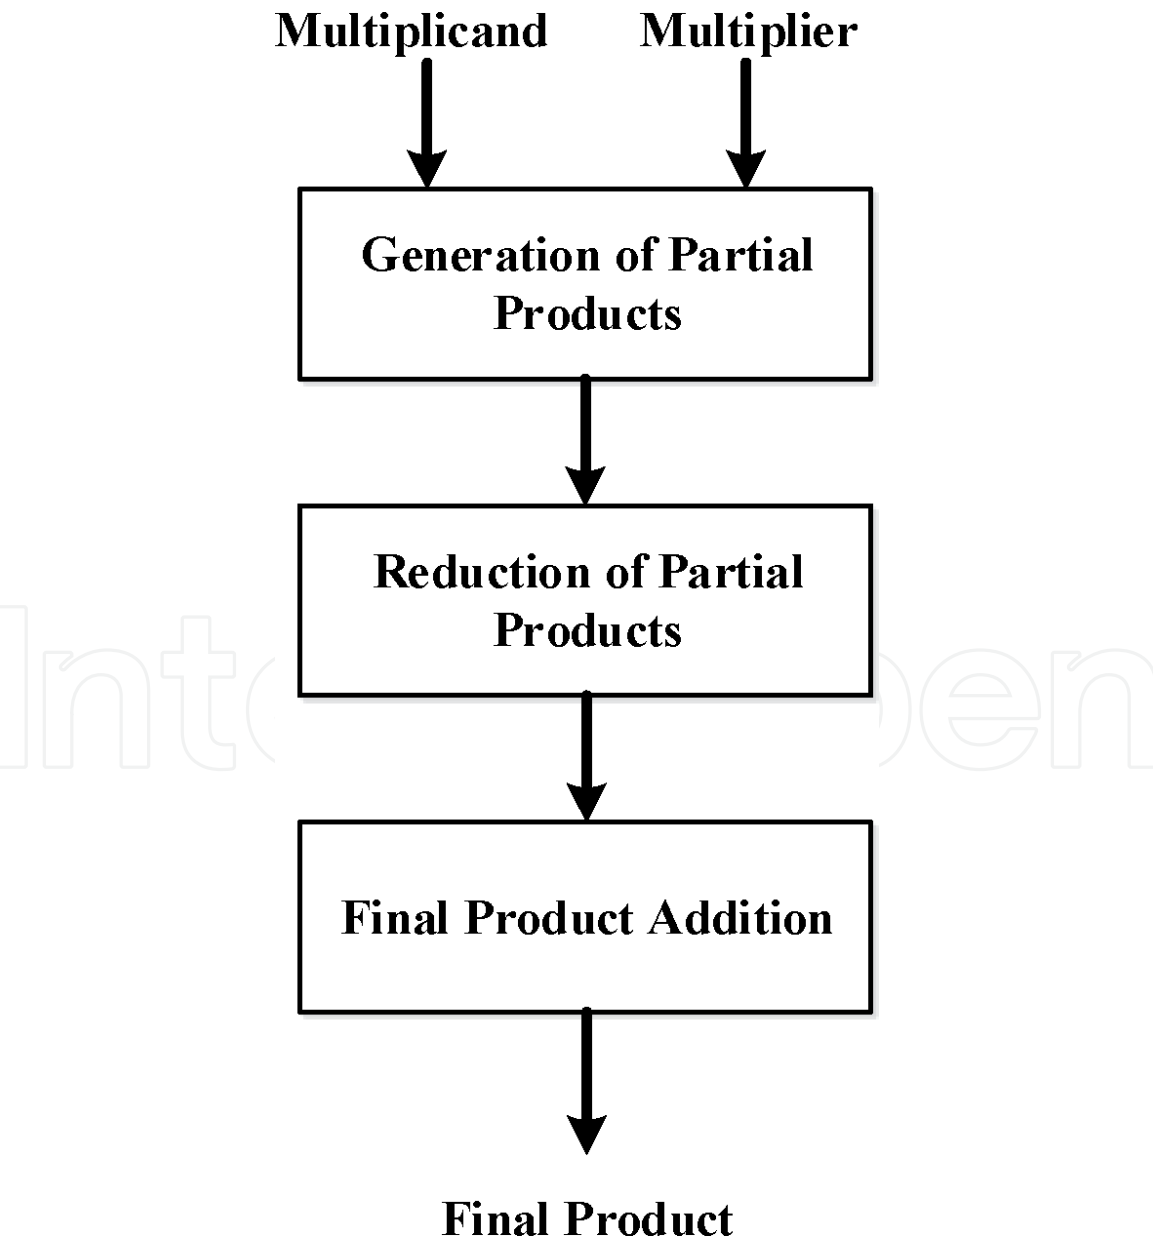 Multiplicand Multiplier
Generation of Partial
Products
Reduction of Partial
Products
Final Product Addition
Final Product